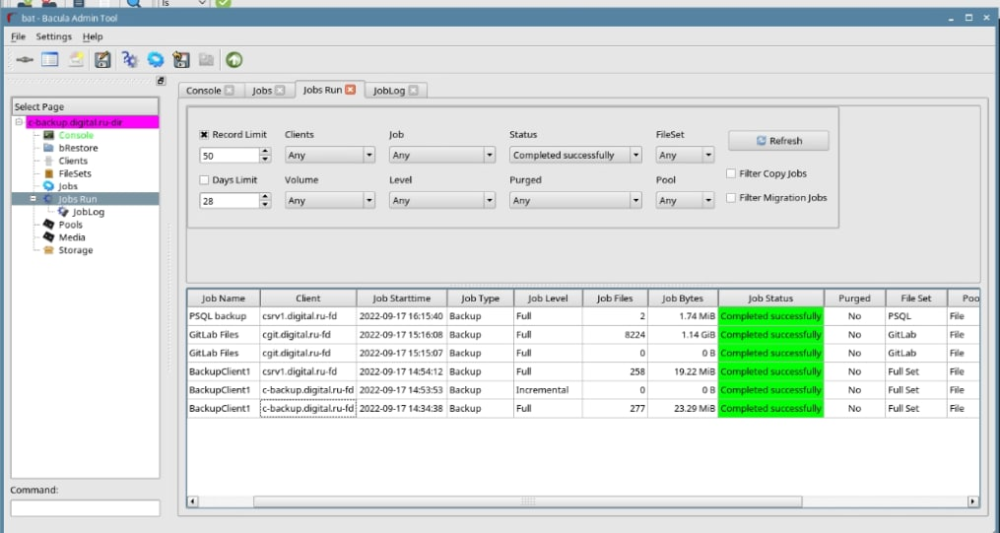 ls
bat - Bacula Admin Tool
File Settings Help
Console Jobs Jobs Run JobLog
Select Page
c-backup.digital.ru-dir
Console
bRestore
Clients
FileSets
Jobs
Jobs Run
JobLog
Pools
Media
Storage
Command:
Record Limit Clients Job Status FileSet
50 Any Any Completed successfully Any Refresh
Days Limit Volume Level Purged Pool Filter Copy Jobs
28 Any Any Any Any Filter Migration Jobs
Job Name Client Job Starttime Job Type Job Level Job Files Job Bytes Job Status Purged File Set Poo
PSQL backup csrv1.digital.ru-fd 2022-09-17 16:15:40 Backup Full 2 1.74 MiB Completed successfully No PSQL File
GitLab Files cgit.digital.ru-fd 2022-09-17 15:16:08 Backup Full 8224 1.14 GiB Completed successfully No GitLab File
GitLab Files cgit.digital.ru-fd 2022-09-17 15:15:07 Backup Full 0 0 B Completed successfully No GitLab File
BackupClient1 csrv1.digital.ru-fd 2022-09-17 14:54:12 Backup Full 258 19.22 MiB Completed successfully No Full Set File
BackupClient1 c-backup.digital.ru-fd 2022-09-17 14:53:53 Backup Incremental 0 0 B Completed successfully No Full Set File
BackupClient1 c-backup.digital.ru-fd 2022-09-17 14:34:38 Backup Full 277 23.29 MiB Completed successfully No Full Set File